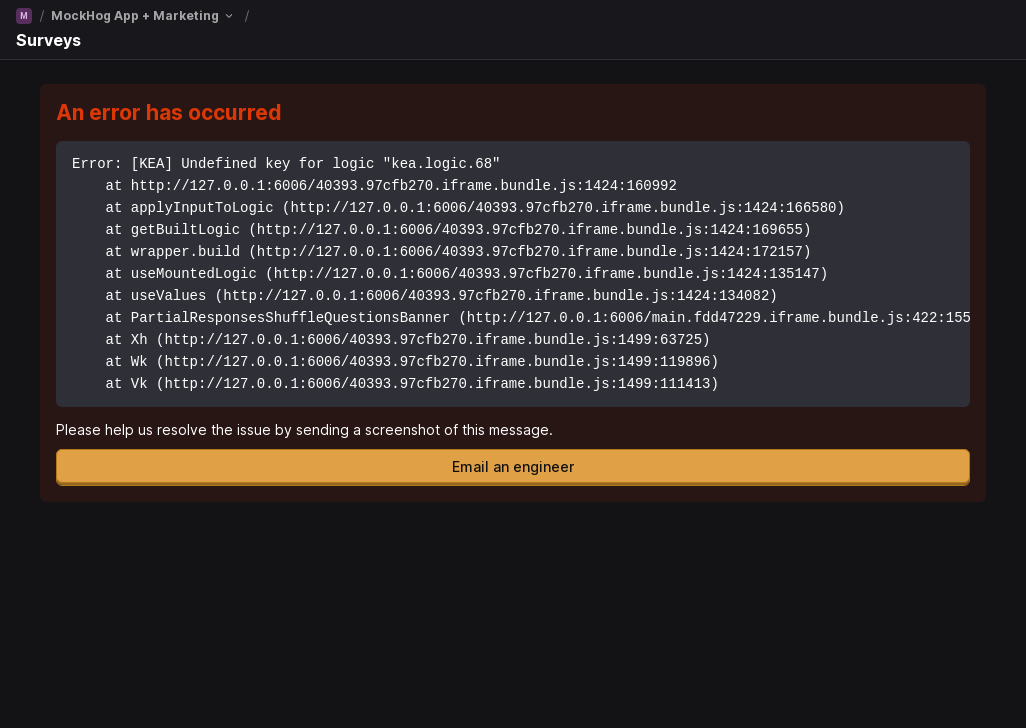 M / MockHog App + Marketing /
Surveys
An error has occurred
Error: [KEA] Undefined key for logic "kea.logic.68"
    at http://127.0.0.1:6006/40393.97cfb270.iframe.bundle.js:1424:160992
    at applyInputToLogic (http://127.0.0.1:6006/40393.97cfb270.iframe.bundle.js:1424:166580)
    at getBuiltLogic (http://127.0.0.1:6006/40393.97cfb270.iframe.bundle.js:1424:169655)
    at wrapper.build (http://127.0.0.1:6006/40393.97cfb270.iframe.bundle.js:1424:172157)
    at useMountedLogic (http://127.0.0.1:6006/40393.97cfb270.iframe.bundle.js:1424:135147)
    at useValues (http://127.0.0.1:6006/40393.97cfb270.iframe.bundle.js:1424:134082)
    at PartialResponsesShuffleQuestionsBanner (http://127.0.0.1:6006/main.fdd47229.iframe.bundle.js:422:155
    at Xh (http://127.0.0.1:6006/40393.97cfb270.iframe.bundle.js:1499:63725)
    at Wk (http://127.0.0.1:6006/40393.97cfb270.iframe.bundle.js:1499:119896)
    at Vk (http://127.0.0.1:6006/40393.97cfb270.iframe.bundle.js:1499:111413)
Please help us resolve the issue by sending a screenshot of this message.
Email an engineer